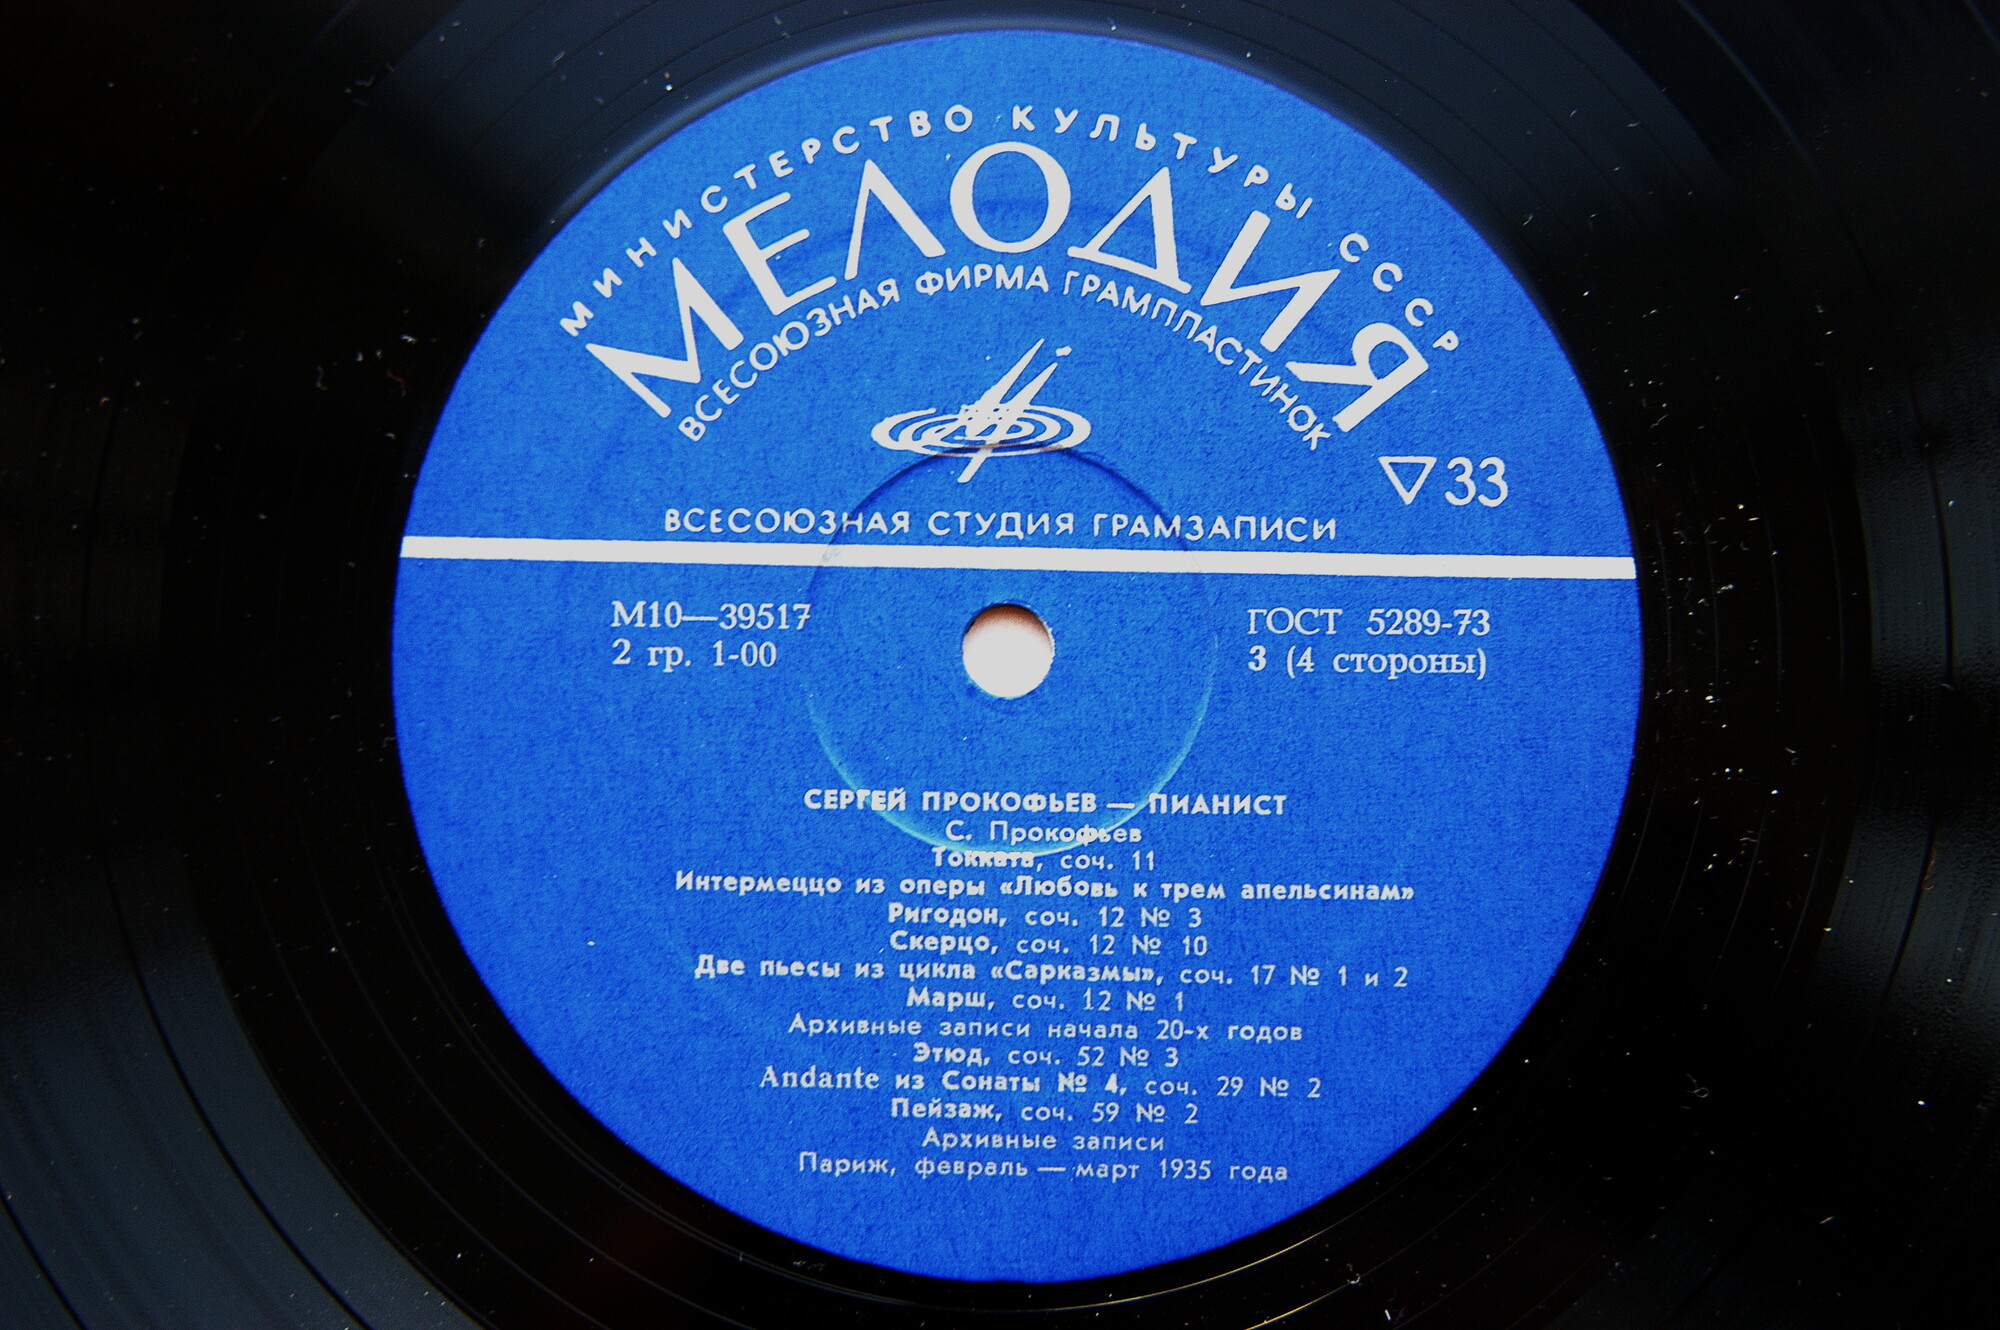 МИНИСТЕРСТВО КУЛЬТУРЫ СССР
МЕЛОДИЯ
ВСЕСОЮЗНАЯ ФИРМА ГРАМПЛАСТИНОК
▽33
ВСЕСОЮЗНАЯ СТУДИЯ ГРАМЗАПИСИ
М10—39517
2 гр. 1-00
ГОСТ 5289-73
3 (4 стороны)
СЕРГЕЙ ПРОКОФЬЕВ — ПИАНИСТ
С. Прокофьев
Токката, соч. 11
Интермеццо из оперы «Любовь к трем апельсинам»
Ригодон, соч. 12 № 3
Скерцо, соч. 12 № 10
Две пьесы из цикла «Сарказмы», соч. 17 № 1 и 2
Марш, соч. 12 № 1
Архивные записи начала 20-х годов
Этюд, соч. 52 № 3
Andante из Сонаты № 4, соч. 29 № 2
Пейзаж, соч. 59 № 2
Архивные записи
Париж, февраль — март 1935 года